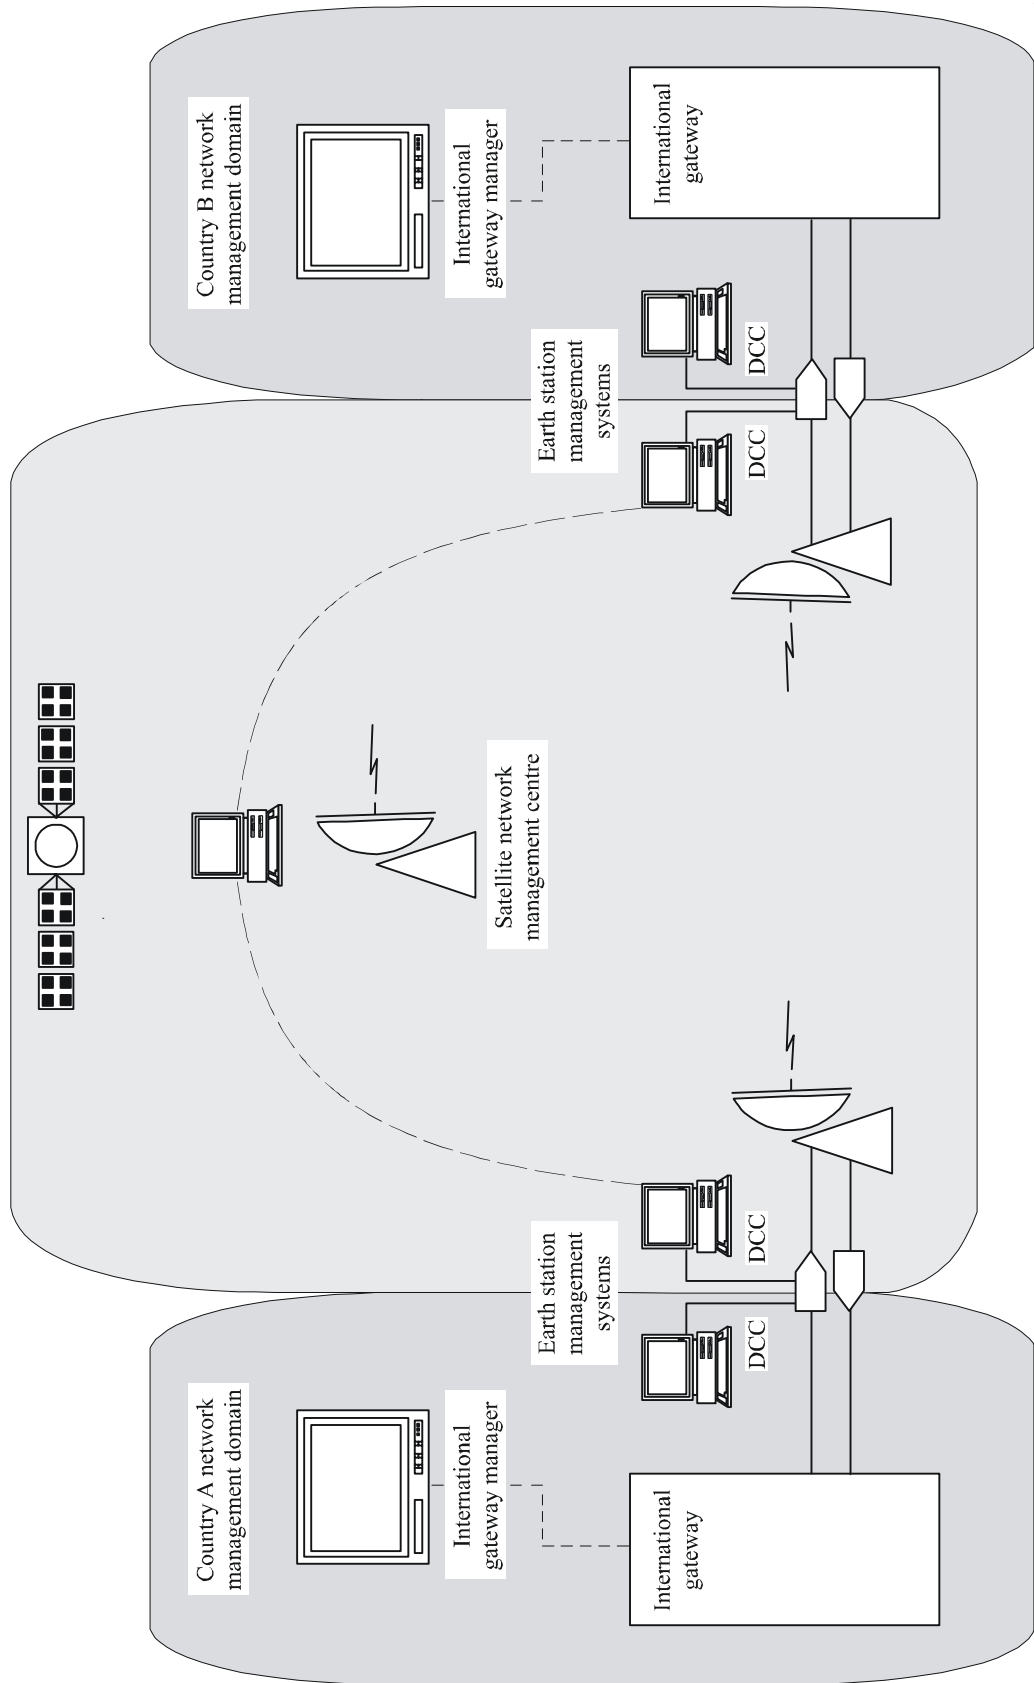 Country A network
management domain
International
gateway manager
International
gateway
Earth station
management
systems
DCC
DCC
Satellite network
management centre
Earth station
management
systems
DCC
DCC
Country B network
management domain
International
gateway manager
International
gateway